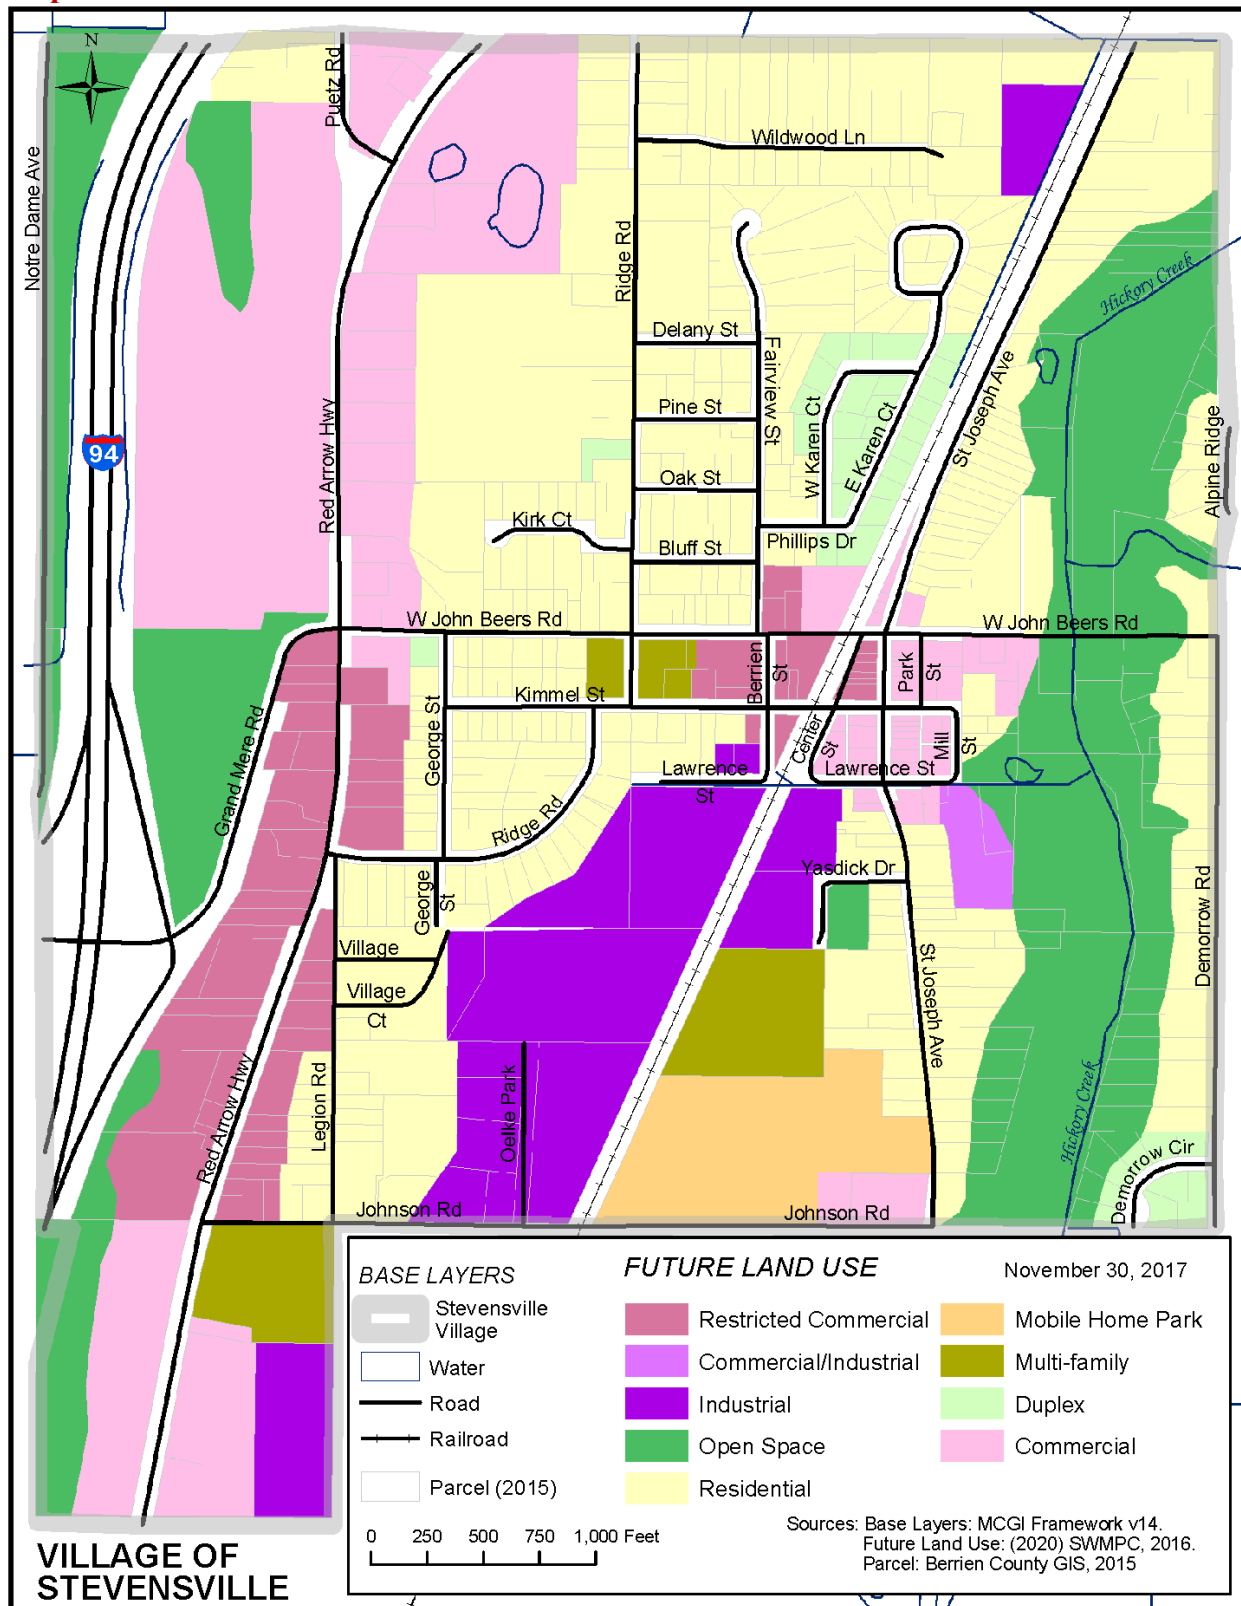 N
Puetz Rd
Wildwood Ln
Notre Dame Ave
Ridge Rd
Hickory Creek
Delany St
Fairview St
St Joseph Ave
Pine St
W Karen Ct
E Karen Ct
Red Arrow Hwy
94
Alpine Ridge
Oak St
Kirk Ct
Bluff St
Phillips Dr
W John Beers Rd
W John Beers Rd
Berrien
St
Park
St
Kimmel St
George St
Grand Mere Rd
Center
St
Mill
St
Lawrence
St
Lawrence St
Ridge Rd
Yasdick Dr
George
St
Village
Village
Ct
St Joseph Ave
Demorrow Rd
Red Arrow Hwy
Legion Rd
Oelke Park
Hickory Creek
Demorrow Cir
Johnson Rd
Johnson Rd
BASE LAYERS
Stevensville
Village
Water
Road
Railroad
Parcel (2015)
0 250 500 750 1,000 Feet
FUTURE LAND USE
November 30, 2017
Restricted Commercial
Commercial/Industrial
Industrial
Open Space
Residential
Mobile Home Park
Multi-family
Duplex
Commercial
Sources: Base Layers: MCGI Framework v14.
Future Land Use: (2020) SWMPC, 2016.
Parcel: Berrien County GIS, 2015
VILLAGE OF
STEVENSVILLE